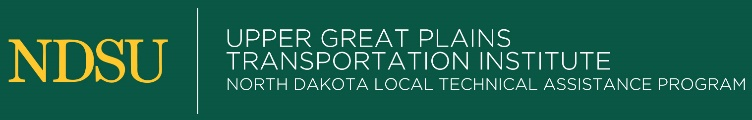 NDSU
UPPER GREAT PLAINS
TRANSPORTATION INSTITUTE
NORTH DAKOTA LOCAL TECHNICAL ASSISTANCE PROGRAM